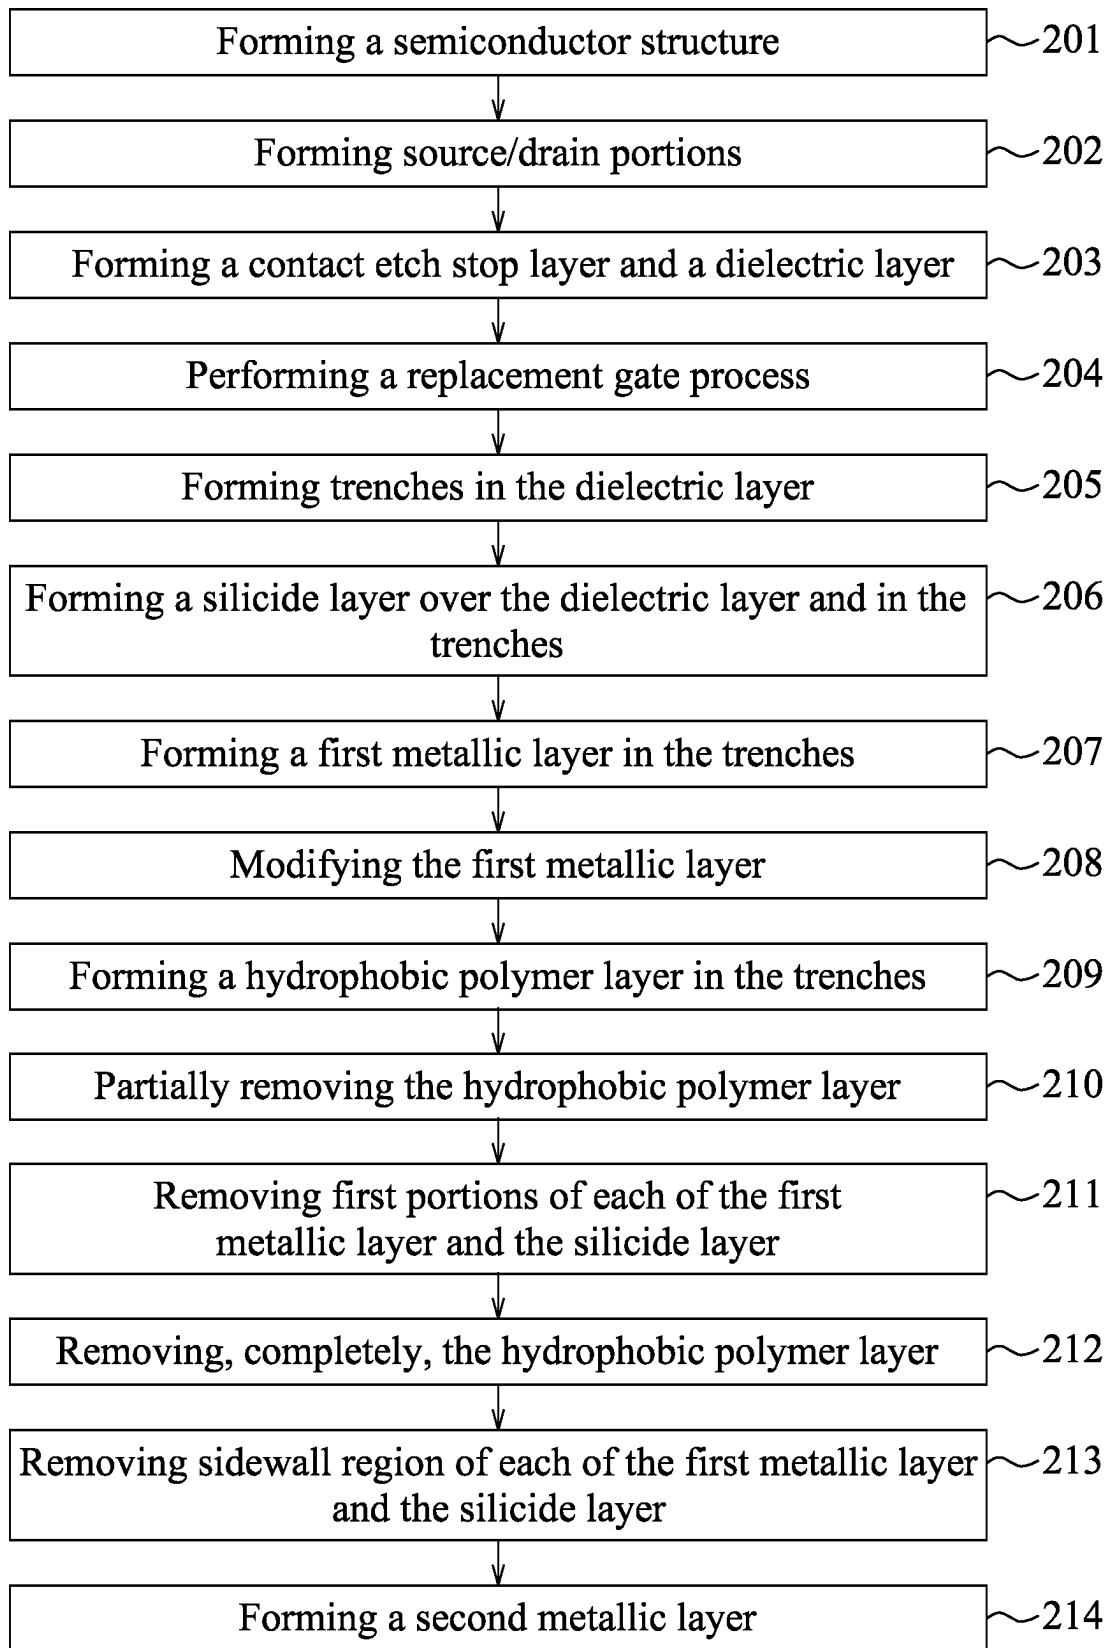 Forming a semiconductor structure 201
Forming source/drain portions 202
Forming a contact etch stop layer and a dielectric layer 203
Performing a replacement gate process 204
Forming trenches in the dielectric layer 205
Forming a silicide layer over the dielectric layer and in the 206
trenches
Forming a first metallic layer in the trenches 207
Modifying the first metallic layer 208
Forming a hydrophobic polymer layer in the trenches 209
Partially removing the hydrophobic polymer layer 210
Removing first portions of each of the first 211
metallic layer and the silicide layer
Removing, completely, the hydrophobic polymer layer 212
Removing sidewall region of each of the first metallic layer 213
and the silicide layer
Forming a second metallic layer 214